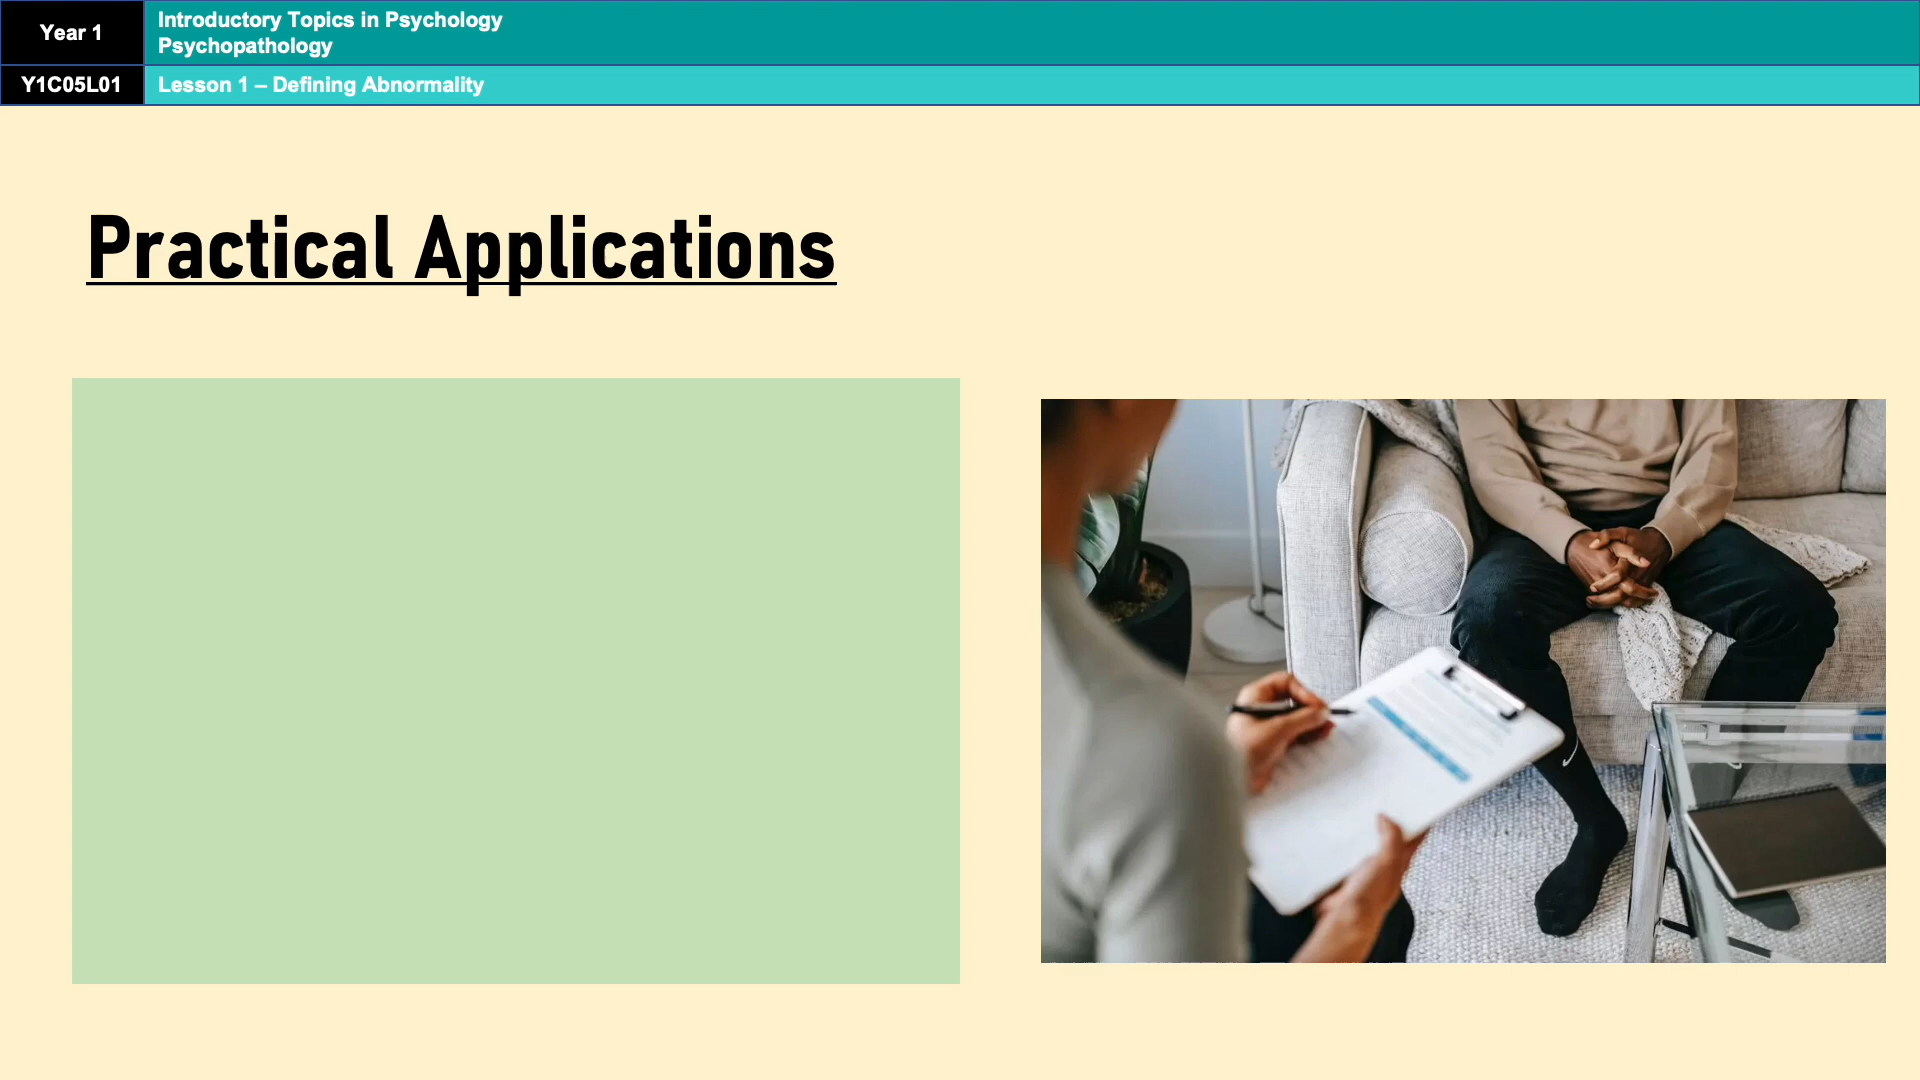 Year 1
Introductory Topics in Psychology
Psychopathology
Y1C05L01
Lesson 1 – Defining Abnormality
Practical Applications